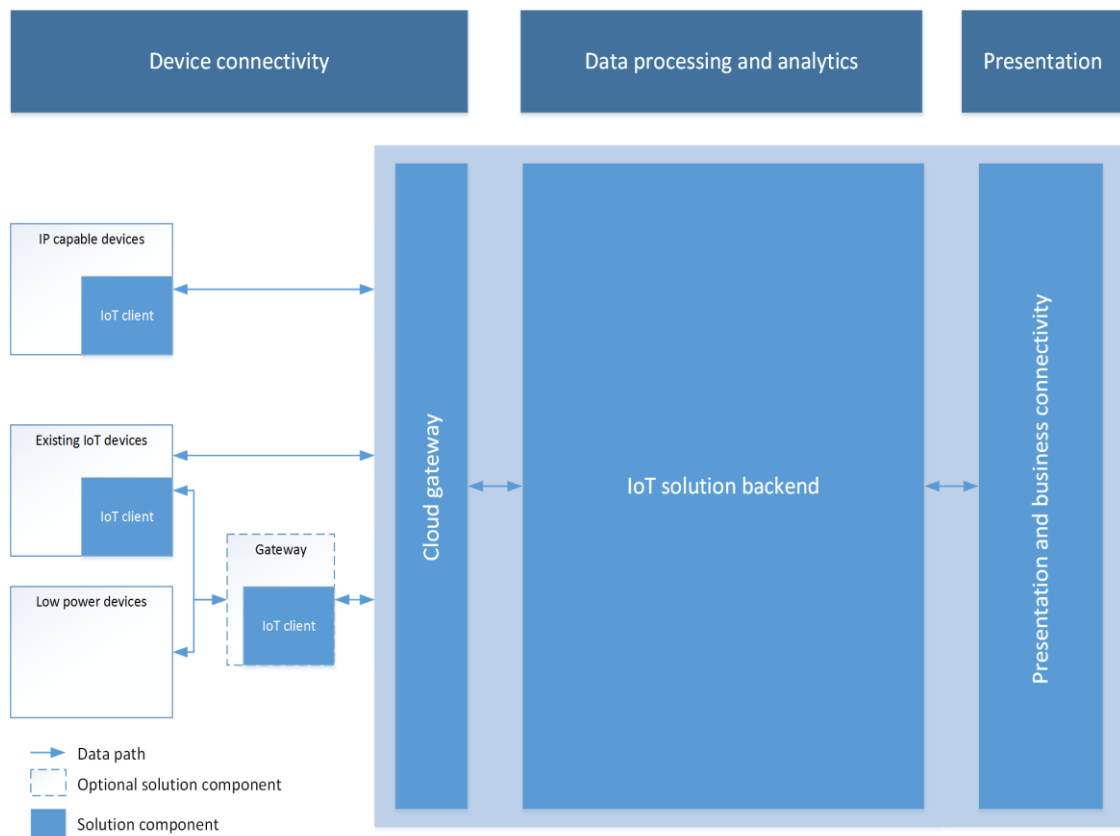 Device connectivity
Data processing and analytics
Presentation
IP capable devices
IoT client
Existing IoT devices
IoT client
Gateway
IoT client
Low power devices
Cloud gateway
IoT solution backend
Presentation and business connectivity
Data path
Optional solution component
Solution component